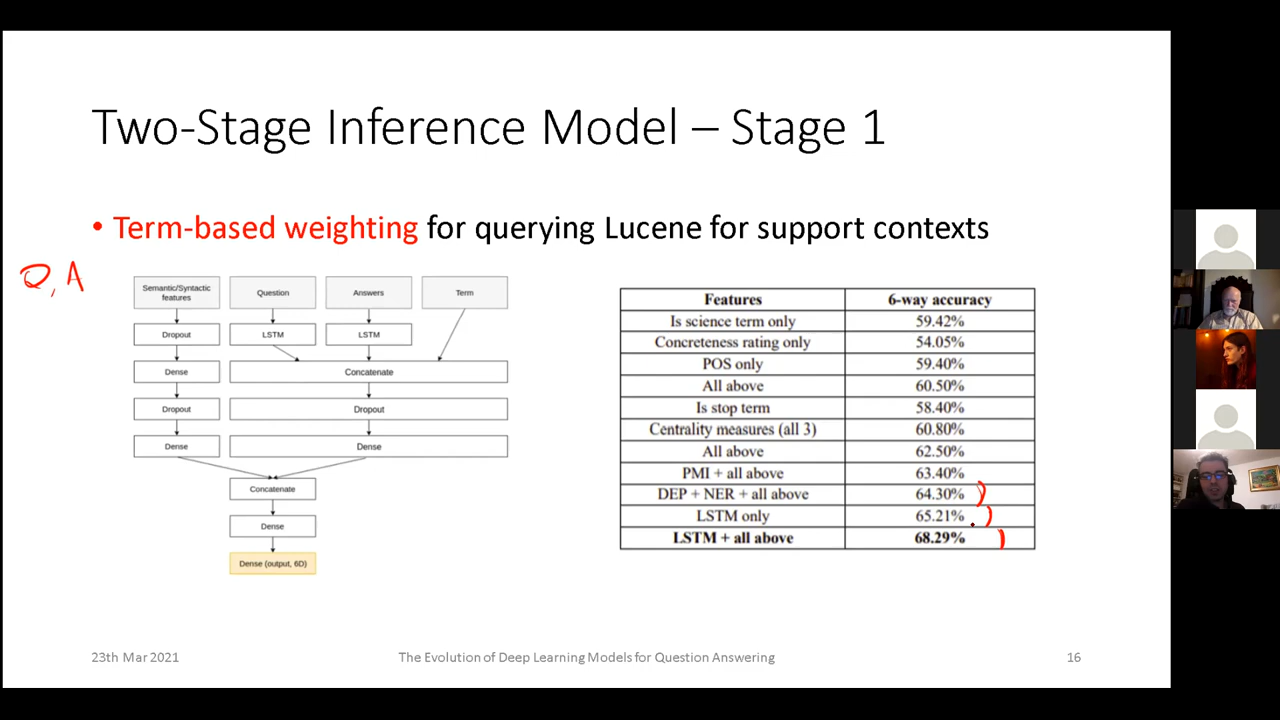 Two-Stage Inference Model – Stage 1
• Term-based weighting for querying Lucene for support contexts
Q, A
Semantic/Syntactic
features
Question
Answers
Term
Dropout
LSTM
LSTM
Dense
Concatenate
Dropout
Dropout
Dense
Dense
Concatenate
Dense
Dense (output, 6D)
Features 6-way accuracy
Is science term only 59.42%
Concreteness rating only 54.05%
POS only 59.40%
All above 60.50%
Is stop term 58.40%
Centrality measures (all 3) 60.80%
All above 62.50%
PMI + all above 63.40%
DEP + NER + all above 64.30%
LSTM only 65.21%
LSTM + all above 68.29%
23th Mar 2021
The Evolution of Deep Learning Models for Question Answering
16